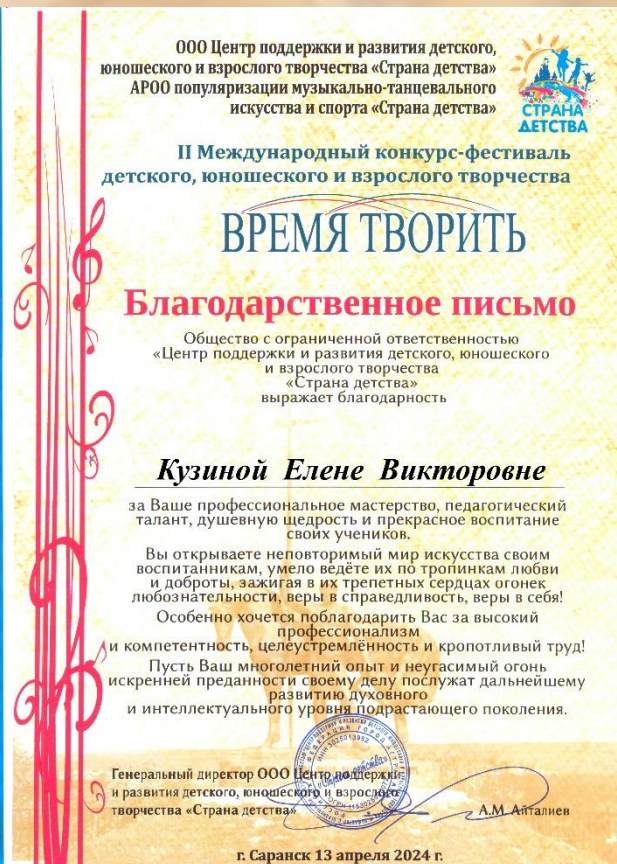 ООО Центр поддержки и развития детского,
юношеского и взрослого творчества «Страна детства»
АРОО популяризации музыкально-танцевального
искусства и спорта «Страна детства»
СТРАНА
ДЕТСТВА
II Международный конкурс-фестиваль
детского, юношеского и взрослого творчества
ВРЕМЯ ТВОРИТЬ
Благодарственное письмо
Общество с ограниченной ответственностью
«Центр поддержки и развития детского, юношеского
и взрослого творчества
«Страна детства»
выражает благодарность
Кузиной Елене Викторовне
за Ваше профессиональное мастерство, педагогический
талант, душевную щедрость и прекрасное воспитание
своих учеников.
Вы открываете неповторимый мир искусства своим
воспитанникам, умело ведёте их по тропинкам любви
и доброты, зажигая в их трепетных сердцах огонек
любознательности, веры в справедливость, веры в себя!
Особенно хочется поблагодарить Вас за высокий
профессионализм
и компетентность, целеустремлённость и кропотливый труд!
Пусть Ваш многолетний опыт и неугасимый огонь
искренней преданности своему делу послужат дальнейшему
развитию духовного
и интеллектуального уровня подрастающего поколения.
Генеральный директор ООО Центр поддержки
и развития детского, юношеского и взрослого
творчества «Страна детства»
А.М. Айталиев
«Страна детства»
г. Саранск 13 апреля 2024 г.